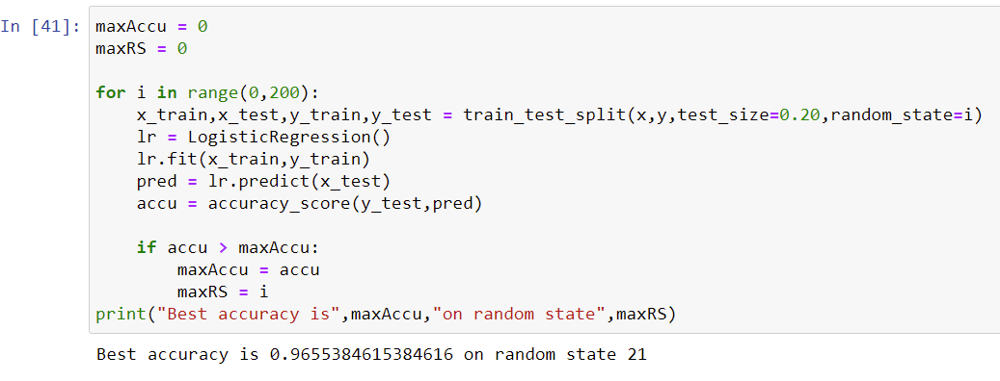 In [41]: maxAccu = 0
maxRS = 0
for i in range(0,200):
x_train,x_test,y_train,y_test = train_test_split(x,y,test_size=0.20,random_state=i)
lr = LogisticRegression()
lr.fit(x_train,y_train)
pred = lr.predict(x_test)
accu = accuracy_score(y_test,pred)
if accu > maxAccu:
maxAccu = accu
maxRS = i
print("Best accuracy is",maxAccu,"on random state",maxRS)
Best accuracy is 0.9655384615384616 on random state 21